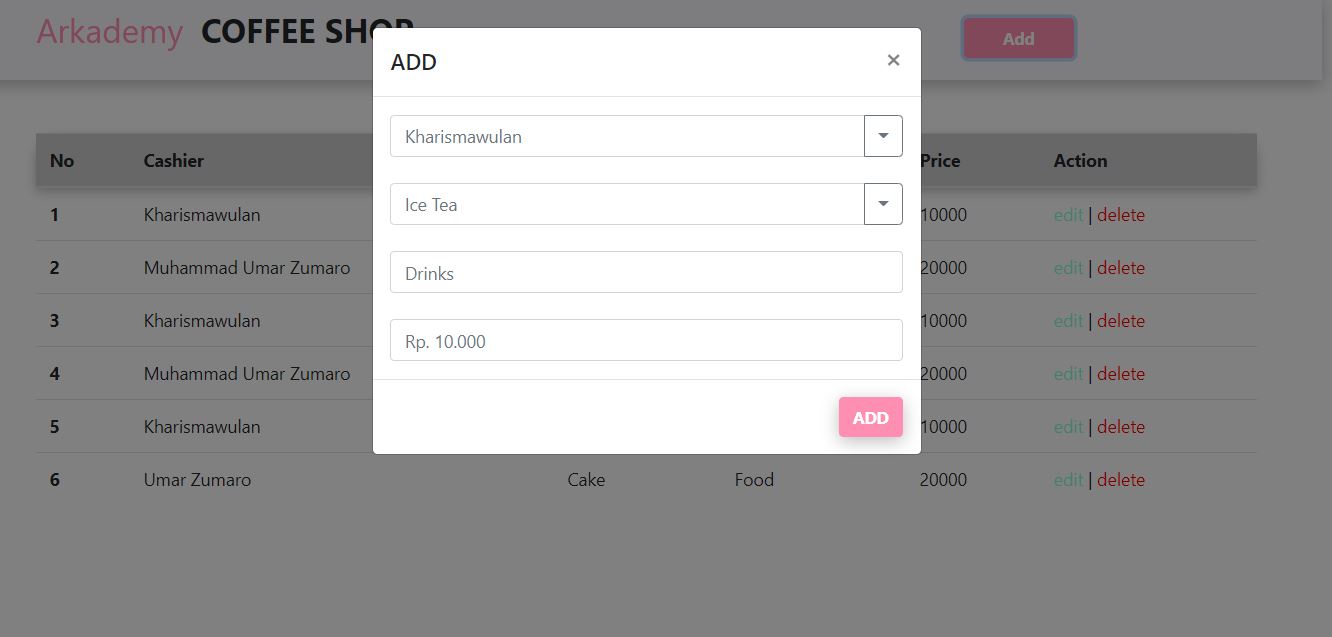 Arkademy COFFEE SHOP
Add
ADD ×
Kharismawulan
Ice Tea
Drinks
Rp. 10.000
ADD
No Cashier Price Action
1 Kharismawulan 10000 edit | delete
2 Muhammad Umar Zumaro 20000 edit | delete
3 Kharismawulan 10000 edit | delete
4 Muhammad Umar Zumaro 20000 edit | delete
5 Kharismawulan 10000 edit | delete
6 Umar Zumaro Cake Food 20000 edit | delete